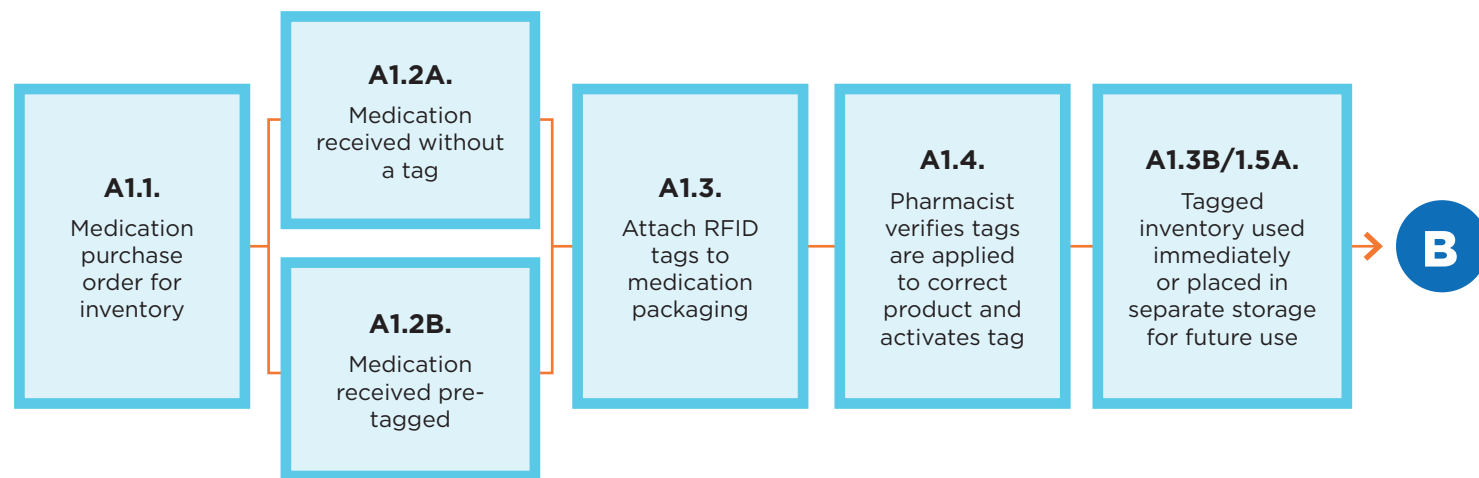 A1.1.
Medication
purchase
order for
inventory
A1.2A.
Medication
received without
a tag
A1.2B.
Medication
received pre-
tagged
A1.3.
Attach RFID
tags to
medication
packaging
A1.4.
Pharmacist
verifies tags
are applied
to correct
product and
activates tag
A1.3B/1.5A.
Tagged
inventory used
immediately
or placed in
separate storage
for future use
B